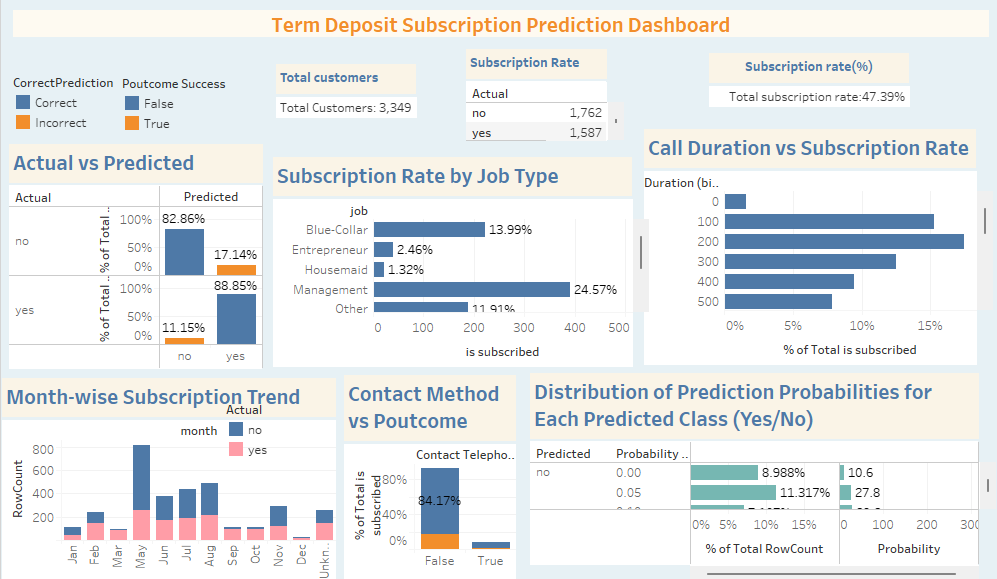 Term Deposit Subscription Prediction Dashboard
CorrectPrediction
Correct
Incorrect
Poutcome Success
False
True
Total customers
Total Customers: 3,349
Subscription Rate
Actual
no 1,762
yes 1,587
Subscription rate(%)
Total subscription rate:47.39%
Actual vs Predicted
Actual Predicted
no
% of Total ..
100%
50%
0%
82.86%
17.14%
yes
% of Total ..
100%
50%
0%
11.15%
88.85%
no yes
Subscription Rate by Job Type
job
Blue-Collar 13.99%
Entrepreneur 2.46%
Housemaid 1.32%
Management 24.57%
Other 11.91%
0 100 200 300 400 500
is subscribed
Call Duration vs Subscription Rate
Duration (bi..
0
100
200
300
400
500
0% 5% 10% 15%
% of Total is subscribed
Month-wise Subscription Trend
Actual
no
yes
month
RowCount
800
600
400
200
Jan Feb Mar May Jun Jul Aug Sep Oct Nov Dec Unkn..
Contact Method
vs Poutcome
Contact Telepho..
% of Total is
subscribed
80%
40%
0%
84.17%
False True
Distribution of Prediction Probabilities for
Each Predicted Class (Yes/No)
Predicted Probability ..
no 0.00 8.988% 10.6
0.05 11.317% 27.8
0% 5% 10% 15% 0 100 200 300
% of Total RowCount Probability